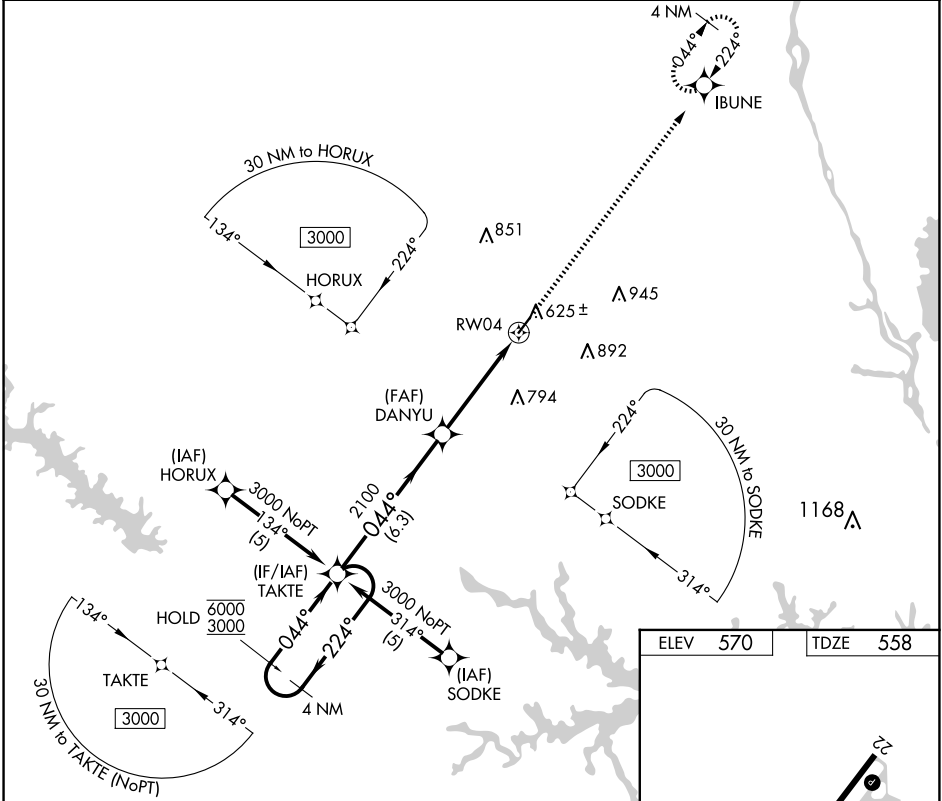 4 NM
044°
224°
IBUNE
30 NM to HORUX
134°
3000
224°
HORUX
851
945
625±
RW04
892
794
(FAF)
DANYU
224°
30 NM to SODKE
3000
SODKE
314°
1168
(IAF)
HORUX
3000 NoPT
134°
(5)
2100
044°
(6.3)
(IF/IAF)
TAKTE
3000 NoPT
314°
(5)
HOLD 6000
3000
044°
224°
4 NM
(IAF)
SODKE
134°
TAKTE
314°
3000
30 NM to TAKTE (NoPT)
ELEV 570
TDZE 558
22
P